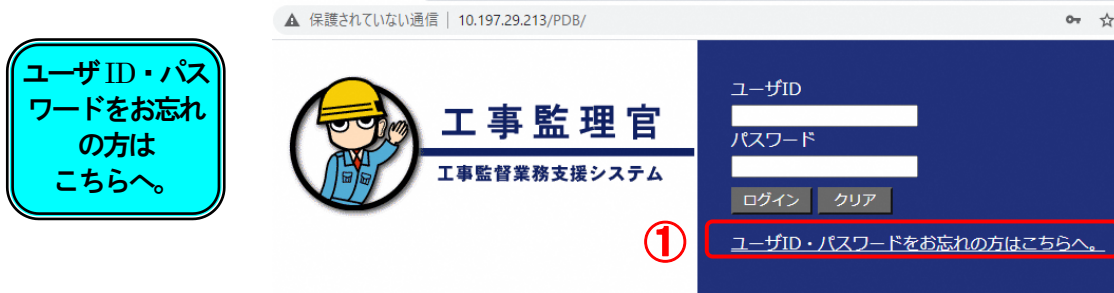 保護されていない通信 | 10.197.29.213/PDB/
ユーザID・パス
ワードをお忘れ
の方は
こちらへ。
工事監理官
工事監督業務支援システム
ユーザID
パスワード
ログイン クリア
①
ユーザID・パスワードをお忘れの方はこちらへ。